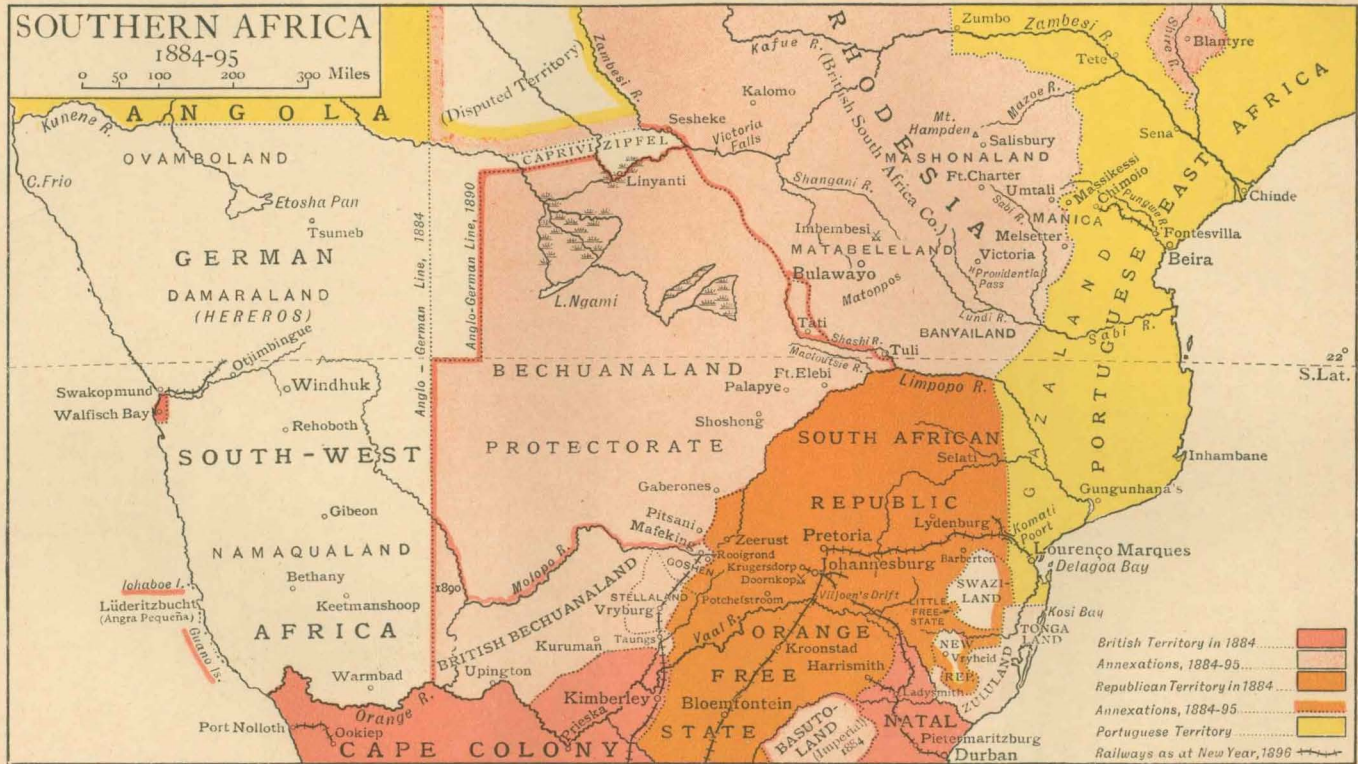 SOUTHERN AFRICA
1884-95
0 50 100 200 300 Miles
ANGOLA
Kunene R.
OVAMBOLAND
C. Frio
Etosha Pan
Tsumeb
GERMAN
DAMARALAND
(HEREROS)
Otjimbingue
Swakopmund
Windhuk
Walfisch Bay
Rehoboth
SOUTH-WEST
Gibeon
NAMAQUALAND
Bethany
Ichaboe I.
Keetmanshoop
Lüderitzbucht
(Angra Pequeña)
AFRICA
Guano Is.
Warmbad
Port Nolloth
Orange R.
Ookiep
CAPE COLONY
Anglo-German Line, 1884
Anglo-German Line, 1890
1890
(Disputed Territory)
Zambesi R.
CAPRIVI ZIPFEL
Linyanti
Sesheke
Victoria
Falls
Kafue R.
Kalomo
RHODESIA
(British South Africa Co.)
L. Ngami
BECHUANALAND
PROTECTORATE
Palapye
Ft. Elebi
Shoshong
Gaberones
Pitsani
Mafeking
Molopo R.
BRITISH BECHUANALAND
GOSHEN
STELLALAND
Vryburg
Taungs
Kuruman
Upington
Kimberley
Prieska
Zumbo
Zambesi R.
Tete
Shire R.
Blantyre
Mazoe R.
Mt.
Hampden
Salisbury
MASHONALAND
Ft. Charter
Umtali
Sabi R.
Shangani R.
Imbembesi
MATABELELAND
Bulawayo
Matoppos
Melsetter
Victoria
"Providential
Pass
Lundi R.
BANYAILAND
Tati
Shashi R.
Macloutsie R.
Tuli
Limpopo R.
Sena
Massikessi
Chimoio
Pungwe R.
MANICA
Chinde
Fontesvilla
Beira
Sabi R.
GAZALAND
PORTUGUESE EAST AFRICA
22°
S. Lat.
Inhambane
Gungunhana's
SOUTH AFRICAN
Selati
REPUBLIC
Lydenburg
Komati
Poort
Zeerust
Pretoria
Rooigrond
Krugersdorp
Johannesburg
Doornkop
Barberton
Lourenço Marques
Delagoa Bay
SWAZI-
LAND
Potchefstroom
Viljoen's Drift
LITTLE
FREE-
STATE
Kosi Bay
TONGA
LAND
Vaal R.
ORANGE
Kroonstad
NEW
Vryheid
REP.
FREE
Harrismith
ZULULAND
Ladysmith
Bloemfontein
STATE
BASUTO-
LAND
(Imperial)
1884
NATAL
Pietermaritzburg
Durban
British Territory in 1884
Annexations, 1884-95
Republican Territory in 1884
Annexations, 1884-95
Portuguese Territory
Railways as at New Year, 1896